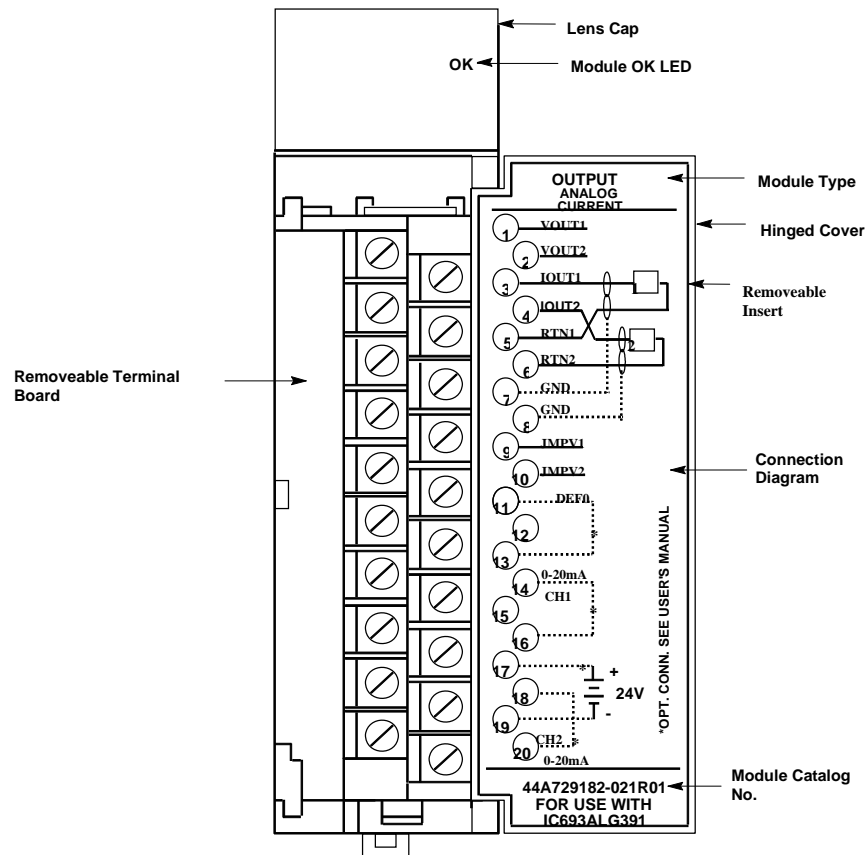 Lens Cap
OK
Module OK LED
OUTPUT
ANALOG
CURRENT
Module Type
Hinged Cover
1 VOUT1
2 VOUT2
3 IOUT1
1
4 IOUT2
Removeable
Insert
5 RTN1
2
6 RTN2
Removeable Terminal
Board
7 GND
8 GND
9 JMPV1
10 JMPV2
Connection
Diagram
11 DEF0
12 *
13
14 0-20mA
CH1
15 *
16
17 * +
18 24V
19 -
20 CH2 *
0-20mA
*OPT. CONN. SEE USER'S MANUAL
44A729182-021R01
FOR USE WITH
IC693ALG391
Module Catalog
No.